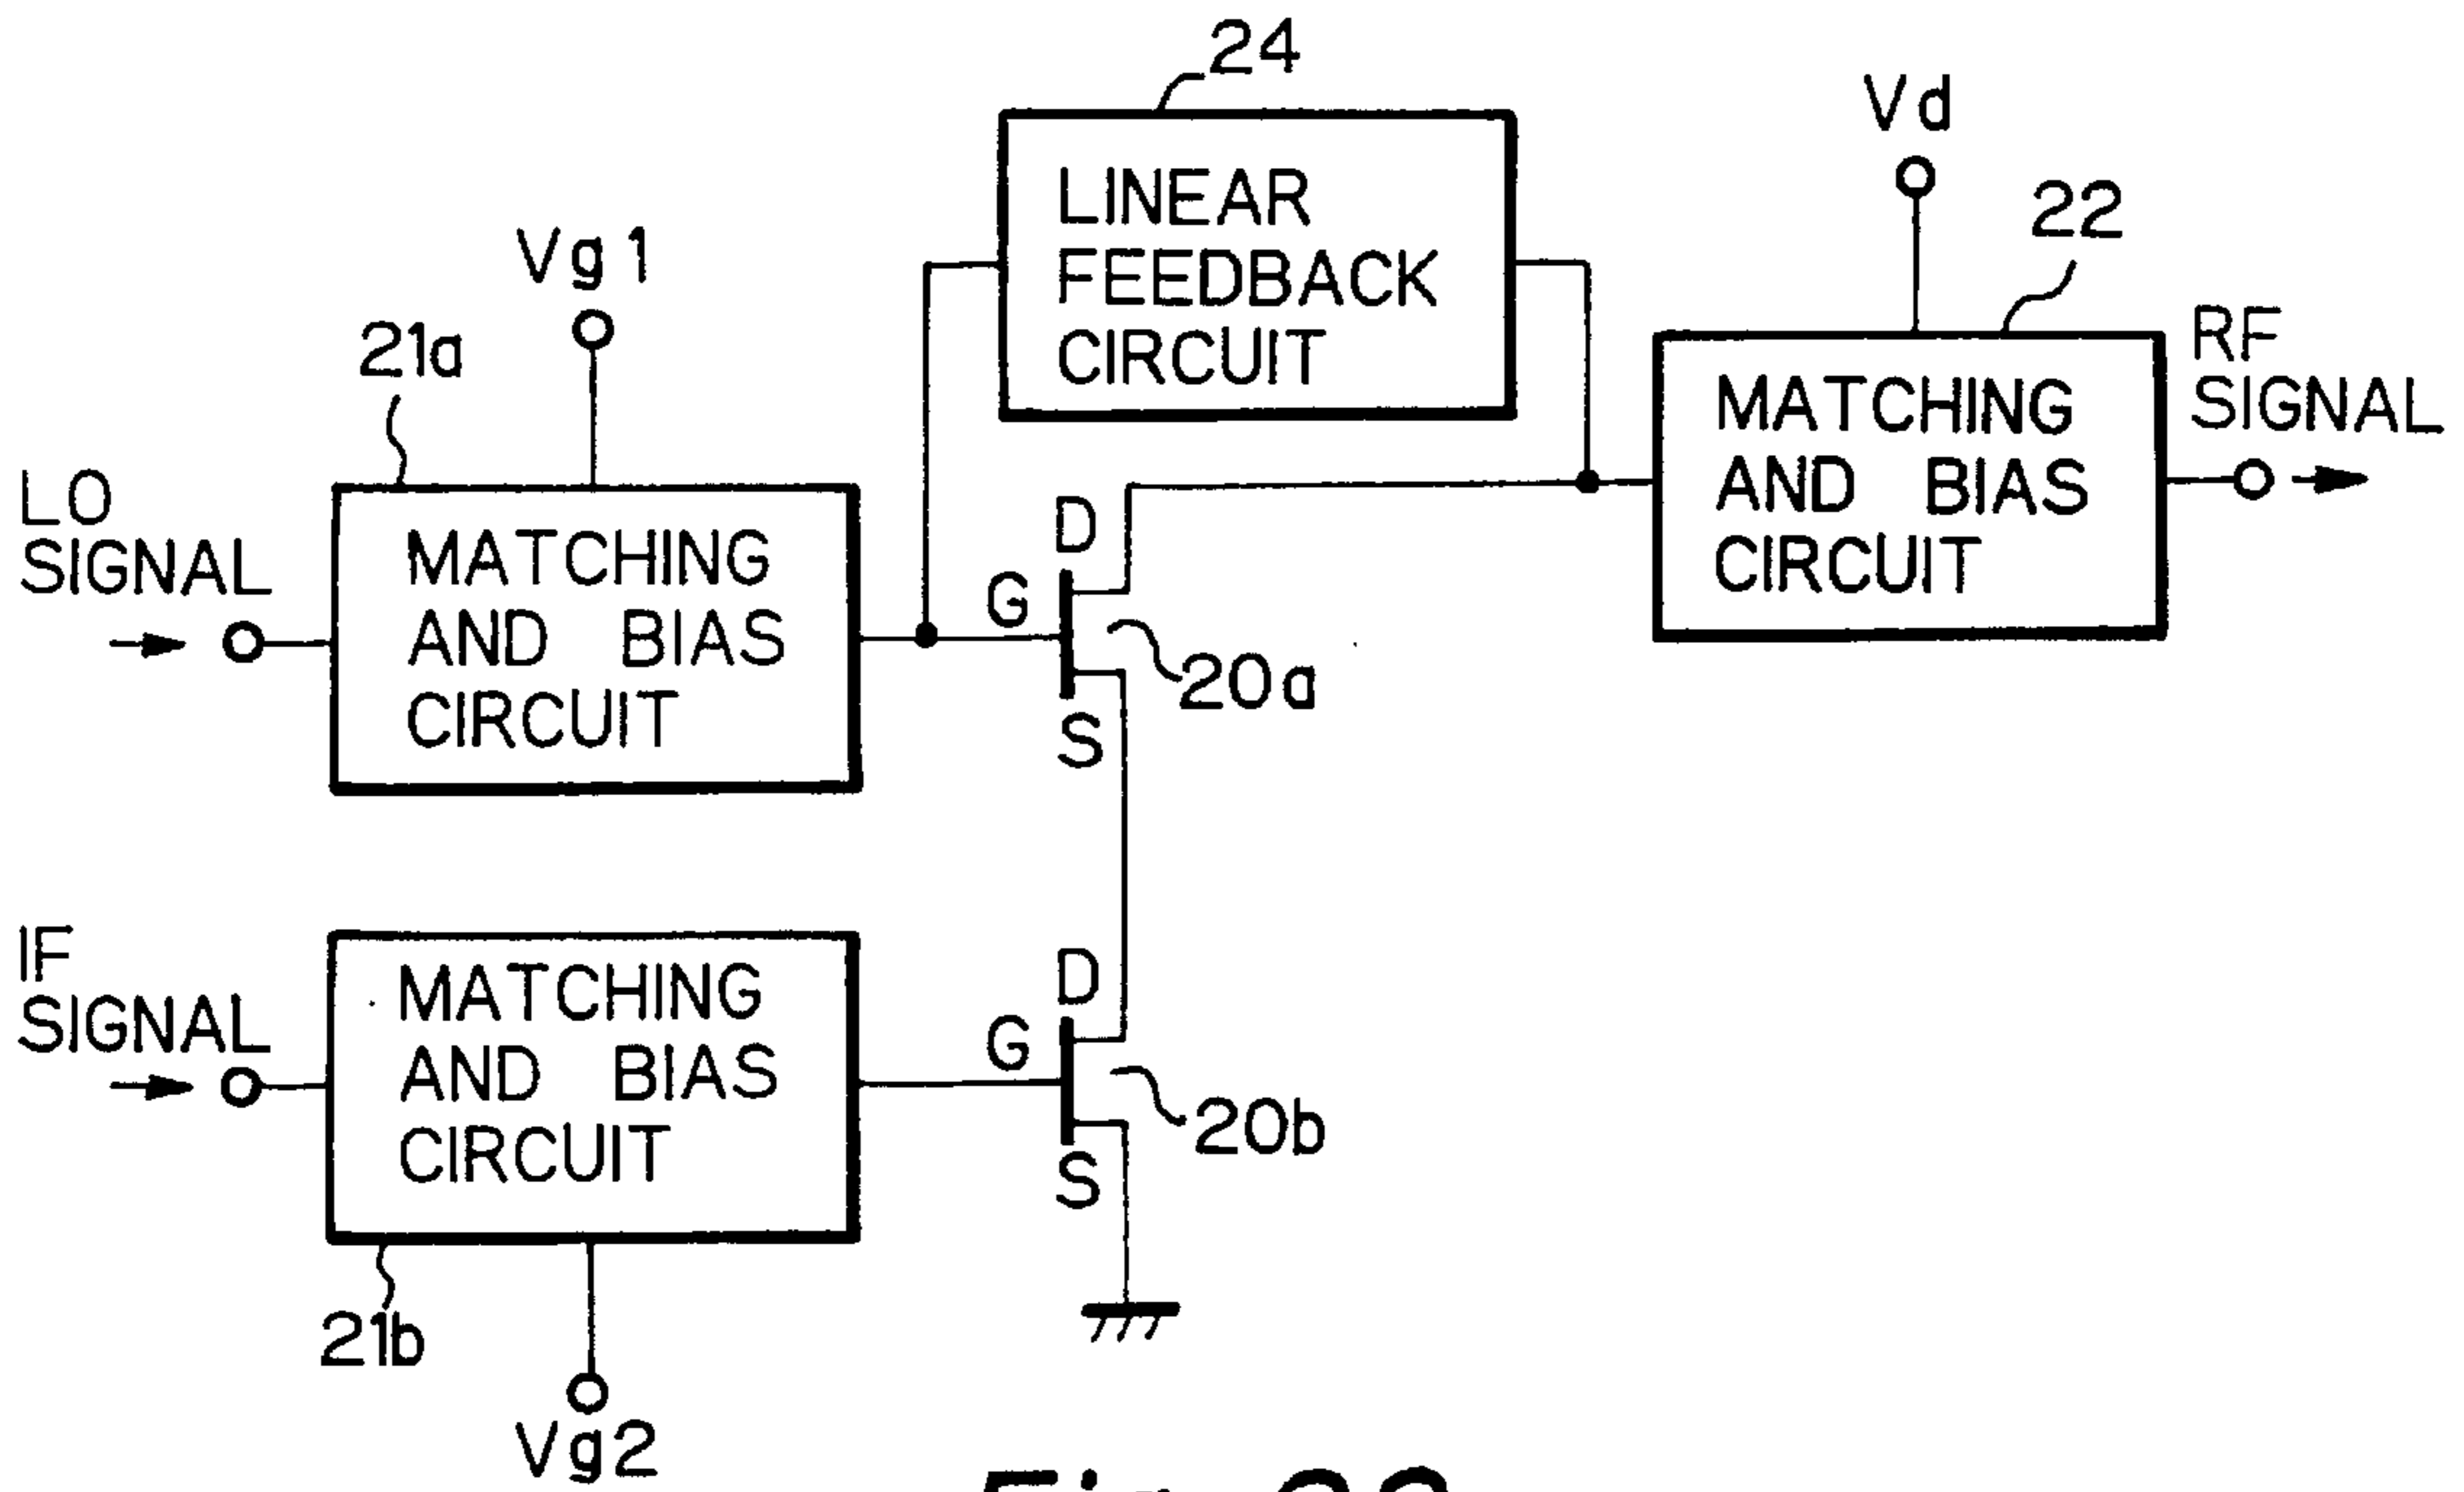 24
LINEAR
FEEDBACK
CIRCUIT
Vd
22
RF
SIGNAL
MATCHING
AND BIAS
CIRCUIT
Vg1
21a
LO
SIGNAL
MATCHING
AND BIAS
CIRCUIT
D
G
S
20a
IF
SIGNAL
MATCHING
AND BIAS
CIRCUIT
21b
Vg2
D
G
S
20b